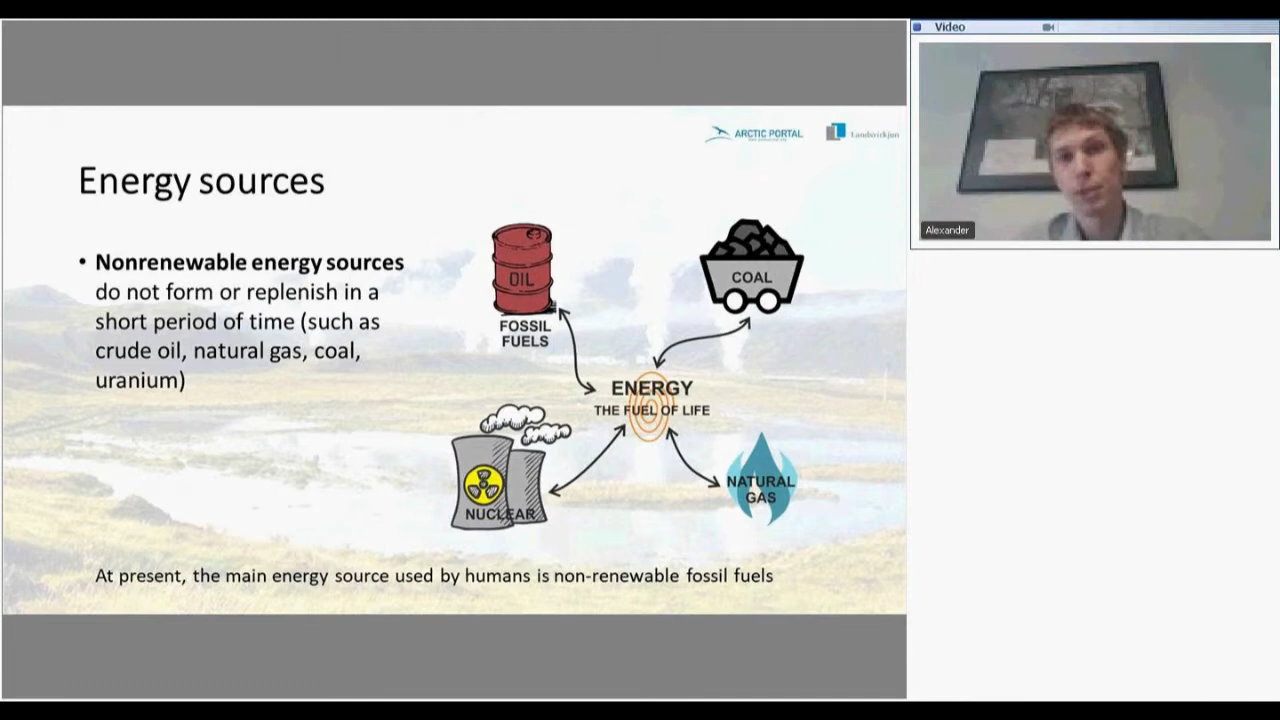 Video
Alexander
ARCTIC PORTAL
Energy sources
• Nonrenewable energy sources
do not form or replenish in a
short period of time (such as
crude oil, natural gas, coal,
uranium)
OIL
FOSSIL
FUELS
COAL
ENERGY
THE FUEL OF LIFE
NUCLEAR
NATURAL
GAS
At present, the main energy source used by humans is non-renewable fossil fuels